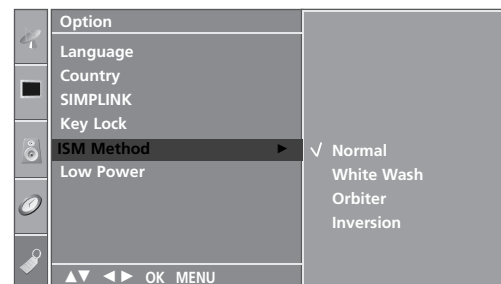 Option
Language
Country
SIMPLINK
Key Lock
ISM Method ►
Low Power
√ Normal
White Wash
Orbiter
Inversion
▲▼ ◄► OK MENU